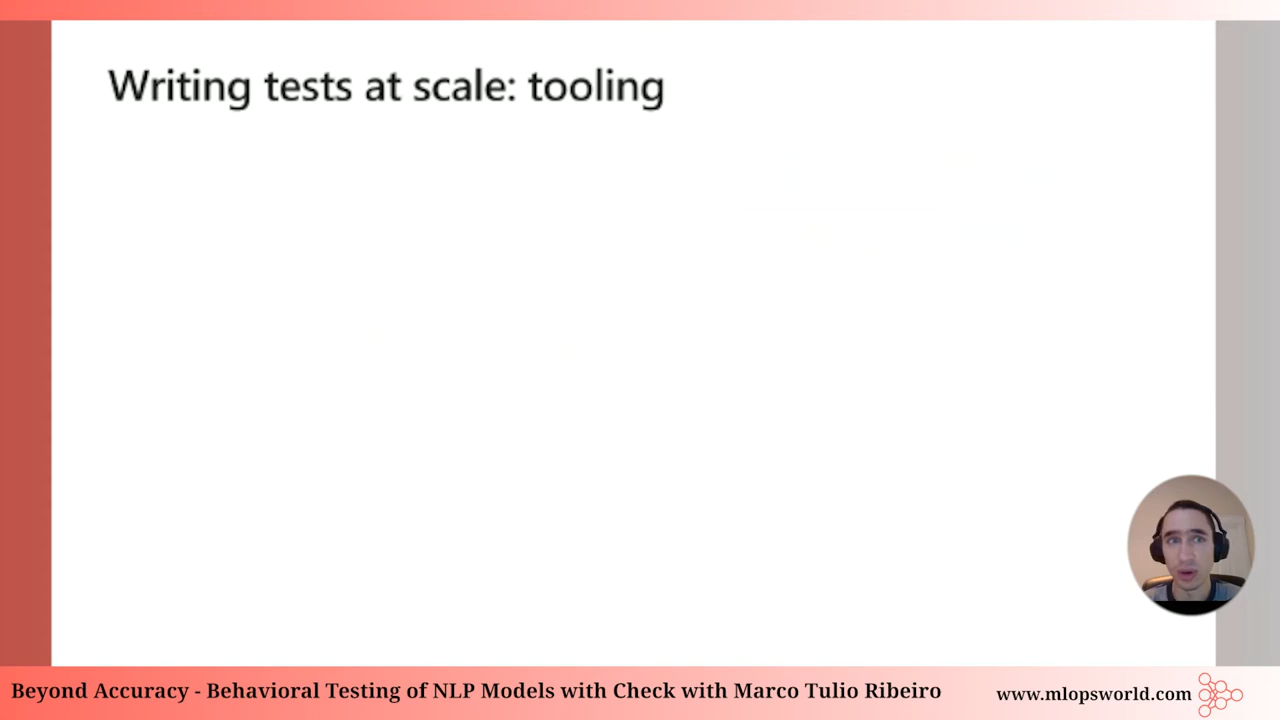 Writing tests at scale: tooling
Beyond Accuracy - Behavioral Testing of NLP Models with Check with Marco Tulio Ribeiro
www.mlopsworld.com